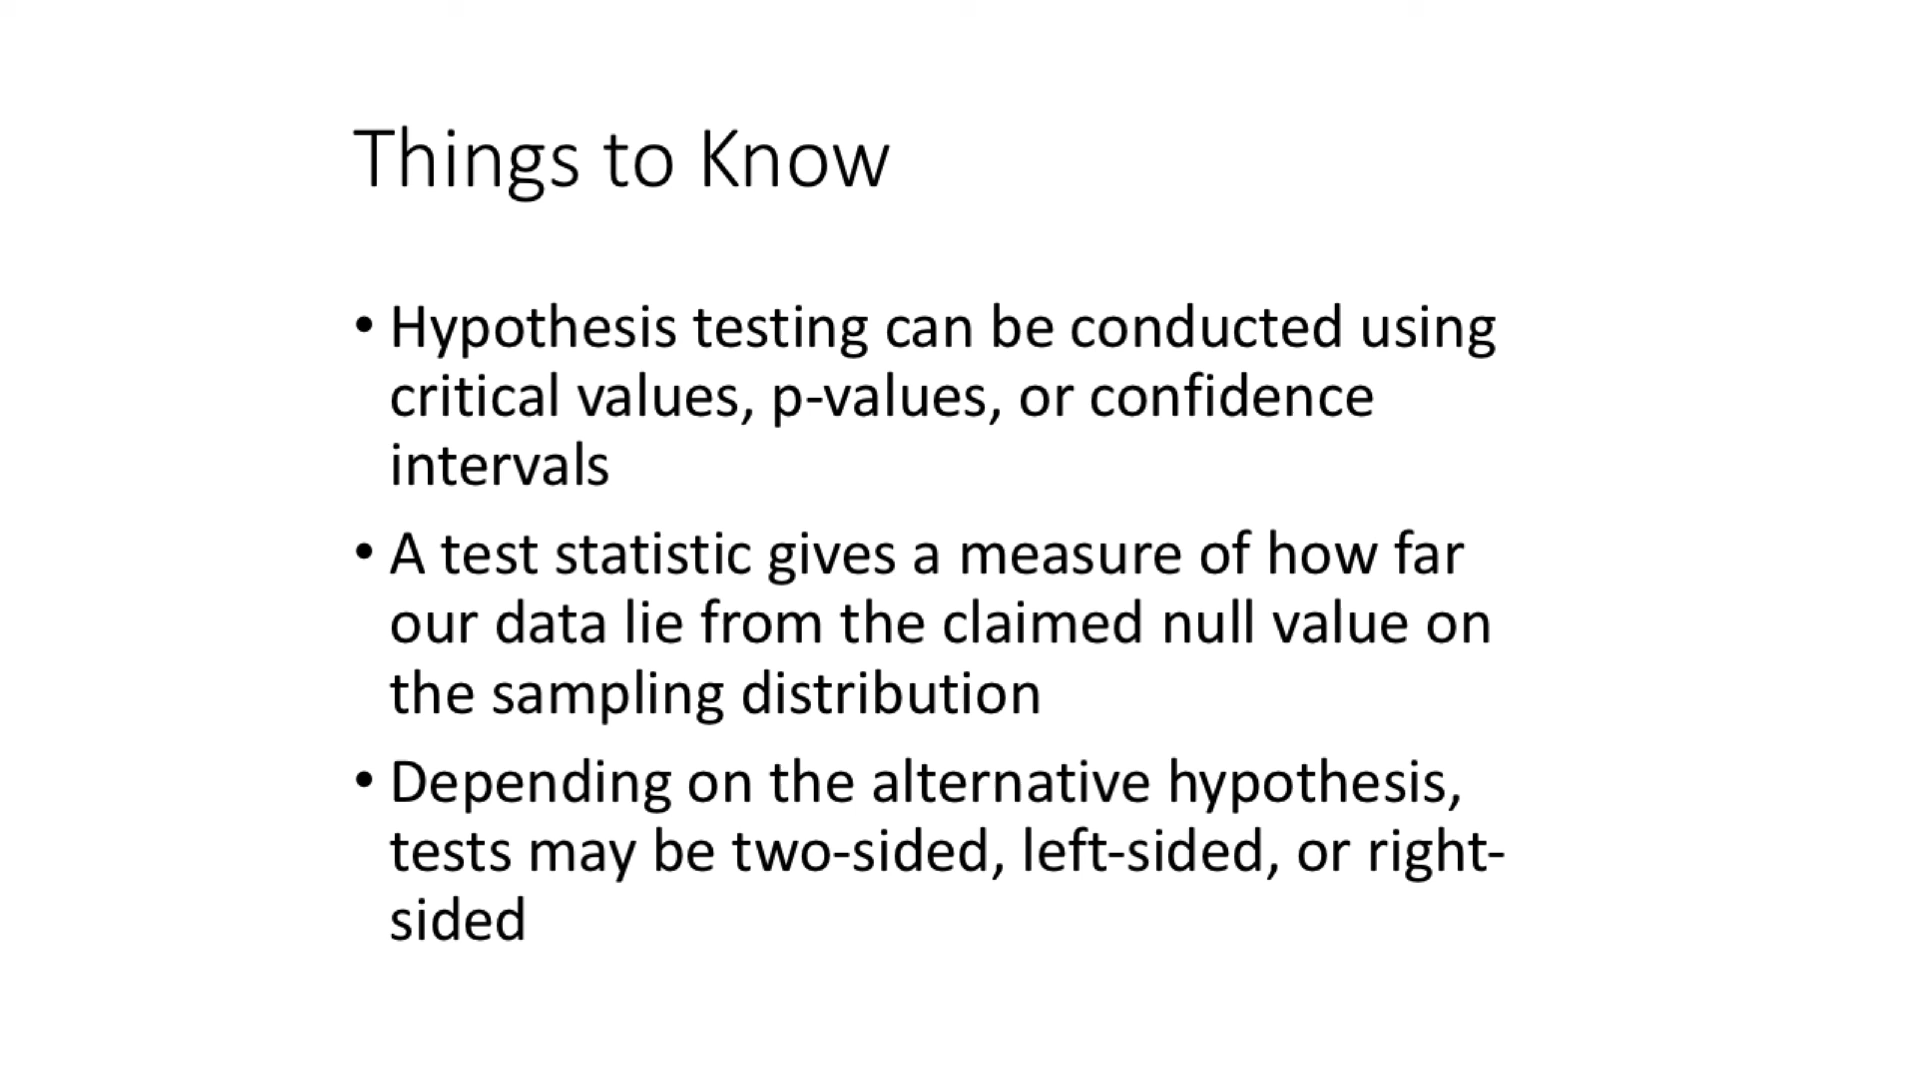 Things to Know
• Hypothesis testing can be conducted using
critical values, p-values, or confidence
intervals
• A test statistic gives a measure of how far
our data lie from the claimed null value on
the sampling distribution
• Depending on the alternative hypothesis,
tests may be two-sided, left-sided, or right-
sided